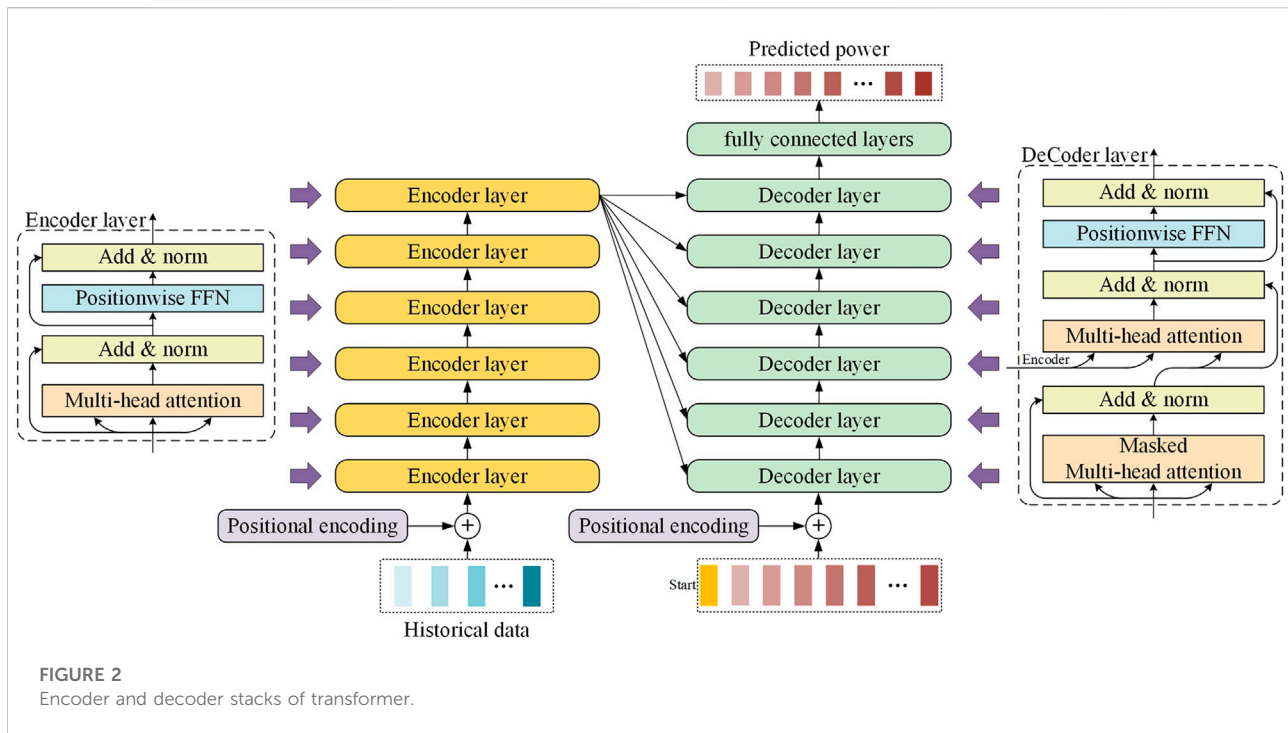 Predicted power
...
fully connected layers
Encoder layer
Encoder layer
Encoder layer
Encoder layer
Encoder layer
Encoder layer
Decoder layer
Decoder layer
Decoder layer
Decoder layer
Decoder layer
Decoder layer
Encoder layer
Add & norm
Positionwise FFN
Add & norm
Multi-head attention
DeCoder layer
Add & norm
Positionwise FFN
Add & norm
Multi-head attention
Encoder
Add & norm
Masked
Multi-head attention
Positional encoding
+
Positional encoding
+
...
Historical data
Start
...
FIGURE 2
Encoder and decoder stacks of transformer.